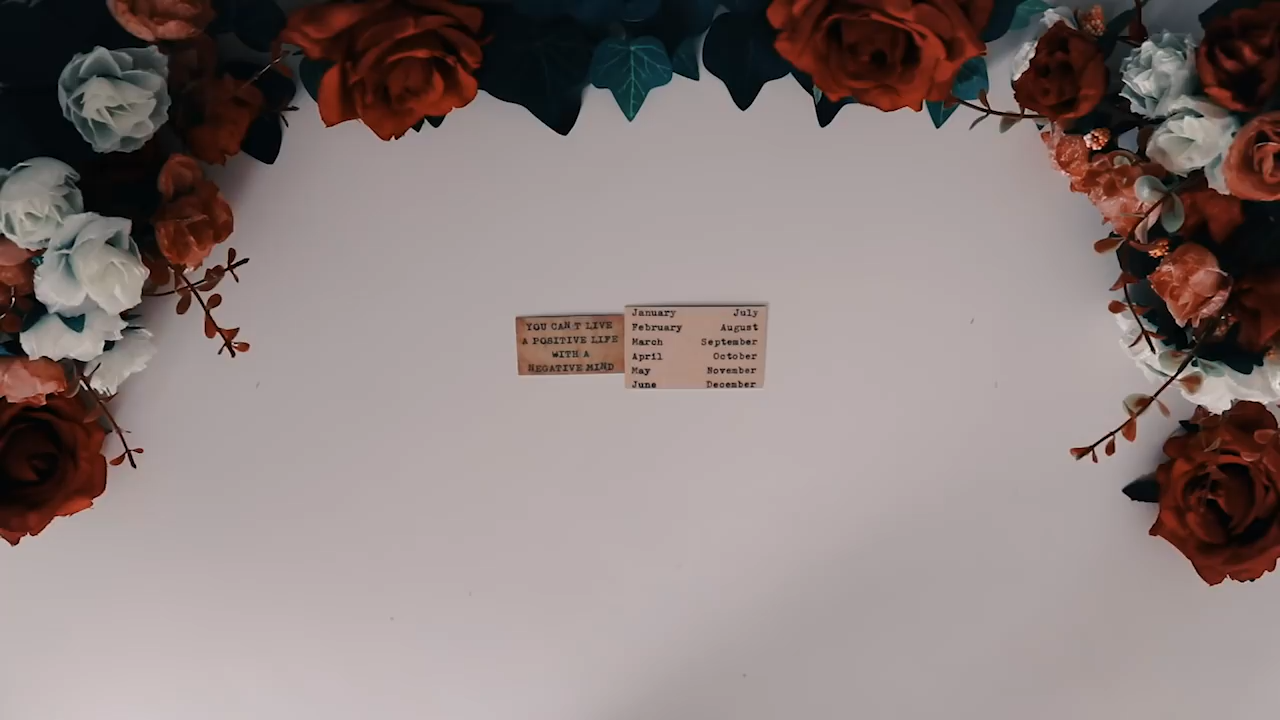 YOU CAN'T LIVE
A POSITIVE LIFE
WITH A
NEGATIVE MIND
January July
February August
March September
April October
May November
June December